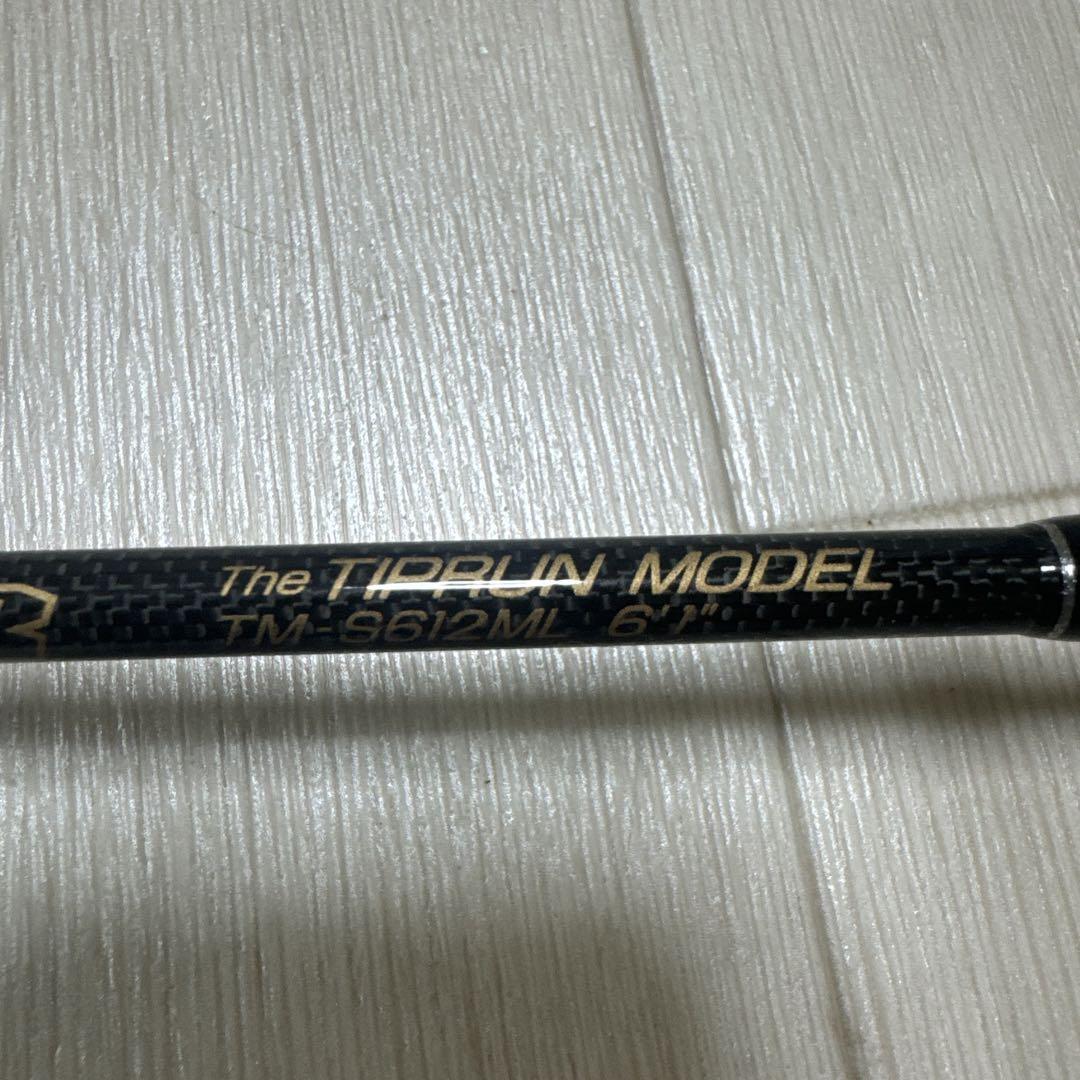 The TIPRUN MODEL
TM-S612ML 6'1"